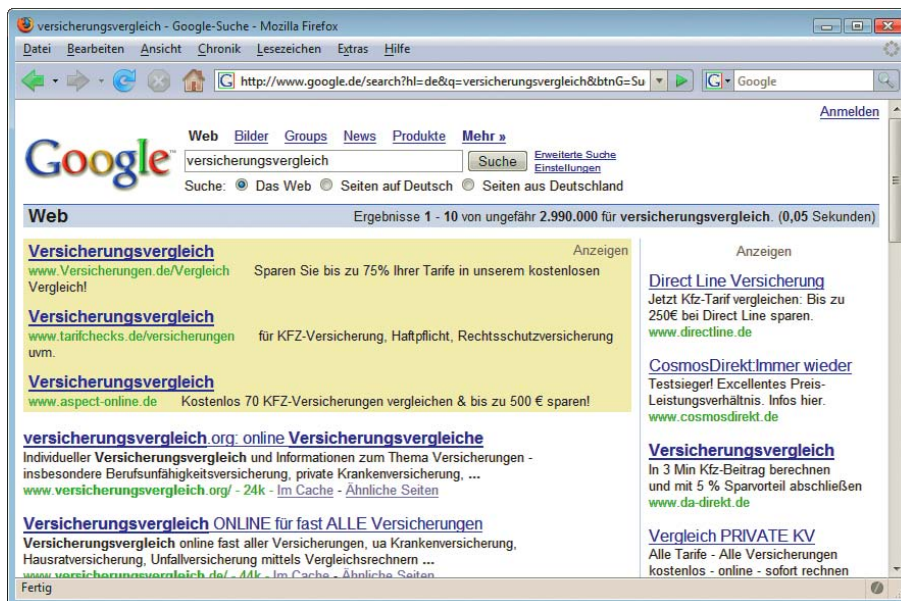 versicherungsvergleich - Google-Suche - Mozilla Firefox
Datei Bearbeiten Ansicht Chronik Lesezeichen Extras Hilfe
http://www.google.de/search?hl=de&q=versicherungsvergleich&btnG=Su
Google
Anmelden
Google™
Web Bilder Groups News Produkte Mehr »
versicherungsvergleich
Suche
Erweiterte Suche
Einstellungen
Suche: Das Web Seiten auf Deutsch Seiten aus Deutschland
Web
Ergebnisse 1 - 10 von ungefähr 2.990.000 für versicherungsvergleich. (0,05 Sekunden)
Versicherungsvergleich
Anzeigen
www.Versicherungen.de/Vergleich Sparen Sie bis zu 75% Ihrer Tarife in unserem kostenlosen
Vergleich!
Versicherungsvergleich
www.tarifchecks.de/versicherungen für KFZ-Versicherung, Haftpflicht, Rechtsschutzversicherung
uvm.
Versicherungsvergleich
www.aspect-online.de Kostenlos 70 KFZ-Versicherungen vergleichen & bis zu 500 € sparen!
versicherungsvergleich.org: online Versicherungsvergleiche
Individueller Versicherungsvergleich und Informationen zum Thema Versicherungen -
insbesondere Berufsunfähigkeitsversicherung, private Krankenversicherung, ...
www.versicherungsvergleich.org/ - 24k - Im Cache - Ähnliche Seiten
Versicherungsvergleich ONLINE für fast ALLE Versicherungen
Versicherungsvergleich online fast aller Versicherungen, ua Krankenversicherung,
Hausratversicherung, Unfallversicherung mittels Vergleichsrechnern ...
www.versicherungsvergleich.de/ - 44k - Im Cache - Ähnliche Seiten
Anzeigen
Direct Line Versicherung
Jetzt Kfz-Tarif vergleichen: Bis zu
250€ bei Direct Line sparen.
www.directline.de
CosmosDirekt:Immer wieder
Testsieger! Excellentes Preis-
Leistungsverhältnis. Infos hier.
www.cosmosdirekt.de
Versicherungsvergleich
In 3 Min Kfz-Beitrag berechnen
und mit 5 % Sparvorteil abschließen
www.da-direkt.de
Vergleich PRIVATE KV
Alle Tarife - Alle Versicherungen
kostenlos - online - sofort rechnen
Fertig